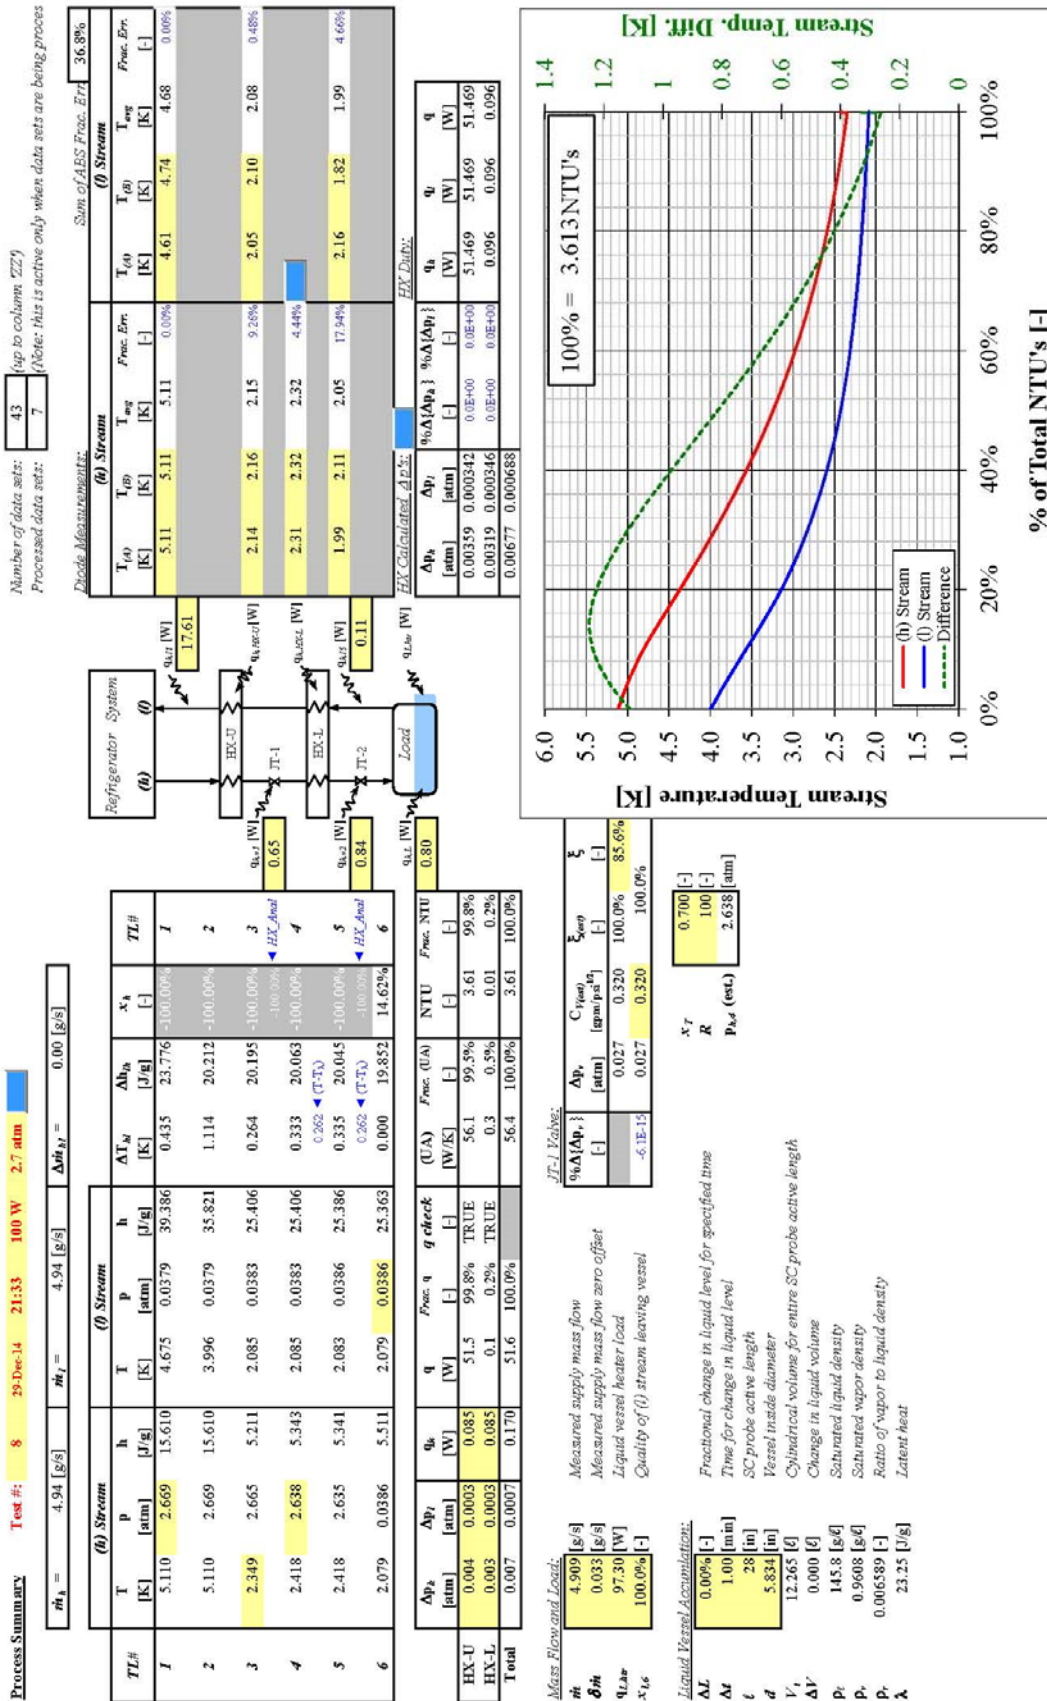 Process Summary Test #: 8 29-Dec-14 21:33 100 W 2.7 atm
ṁh = 4.94 [g/s] ṁl = 4.94 [g/s] Δṁhl = 0.00 [g/s]
(h) Stream (l) Stream
TL# T p h T p h ΔThl Δhlh xh TL#
[K] [atm] [J/g] [K] [atm] [J/g] [K] [J/g] [-]
1 5.110 2.669 15.610 4.675 0.0379 39.386 0.435 23.776 -100.00% 1
2 5.110 2.669 15.610 3.996 0.0379 35.821 1.114 20.212 -100.00% 2
3 2.349 2.665 5.211 2.085 0.0383 25.406 0.264 20.195 -100.00% 3
-100.00% ◄ HX_Anal
4 2.418 2.638 5.343 2.085 0.0383 25.406 0.333 20.063 -100.00% 4
0.262 ◄ (T-Tλ)
5 2.418 2.635 5.341 2.083 0.0386 25.386 0.335 20.045 -100.00% 5
0.262 ◄ (T-Tλ) -100.00% ◄ HX_Anal
6 2.079 0.0386 5.511 2.079 0.0386 25.363 0.000 19.852 14.62% 6
Δph Δpl qk q Frac. q q check (UA) Frac. (UA) NTU Frac. NTU
[atm] [atm] [W] [W] [-] [-] [W/K] [-] [-] [-]
HX-U 0.004 0.0003 0.085 51.5 99.8% TRUE 56.1 99.5% 3.61 99.8%
HX-L 0.003 0.0003 0.085 0.1 0.2% TRUE 0.3 0.5% 0.01 0.2%
Total 0.007 0.0007 0.170 51.6 100.0% 56.4 100.0% 3.61 100.0%
Mass Flow and Load:
ṁ 4.909 [g/s] Measured supply mass flow
δṁ 0.033 [g/s] Measured supply mass flow zero offset
qL,htr 97.30 [W] Liquid vessel heater load
xl,6 100.0% [-] Quality of (l) stream leaving vessel
Liquid Vessel Accumlation:
ΔL 0.00% [-] Fractional change in liquid level for specified time
Δt 1.00 [min] Time for change in liquid level
ℓ 28 [in] SC probe active length
d 5.834 [in] Vessel inside diameter
Vt 12.265 [ℓ] Cylindrical volume for entire SC probe active length
ΔV 0.000 [ℓ] Change in liquid volume
ρℓ 145.8 [g/ℓ] Saturated liquid density
ρv 0.9608 [g/ℓ] Saturated vapor density
ρr 0.006589 [-] Ratio of vapor to liquid density
λ 23.25 [J/g] Latent heat
JT-1 Valve:
%Δ{Δpv} Δpv CV(est) ξx(est) ξ
[-] [atm] [gpm/psi^1/2] [-] [-]
0.027 0.320 100.0% 85.6%
-6.1E-15 0.027 0.320 100.0%
xT 0.700 [-]
R 100 [-]
ph,4 (est.) 2.638 [atm]
Refrigerator System
(h) (l)
qk,l1 [W]
17.61
HX-U
qk,HX-U [W]
qk,v1 [W]
0.65
JT-1
HX-L
qk,HX-L [W]
qk,v2 [W]
0.84
JT-2
qk,l5 [W]
0.11
Load
qk,L [W]
0.80
qL,htr [W]
Number of data sets: 43 (up to column 'ZZ')
Processed data sets: 7 (Note: this is active only when data sets are being proces
Diode Measurements: Sum of ABS Frac. Err. 36.8%
(h) Stream (l) Stream
T(A) T(B) Tavg Frac. Err. T(A) T(B) Tavg Frac. Err.
[K] [K] [K] [-] [K] [K] [K] [-]
5.11 5.11 5.11 0.00% 4.61 4.74 4.68 0.00%
2.14 2.16 2.15 9.26% 2.05 2.10 2.08 0.48%
2.31 2.32 2.32 4.44%
1.99 2.11 2.05 17.94% 2.16 1.82 1.99 4.66%
HX Calculated Δp's: HX Duty:
Δph Δpl %Δ{Δph} %Δ{Δpl} qh ql q
[atm] [atm] [-] [-] [W] [W] [W]
0.00359 0.000342 0.0E+00 0.0E+00 51.469 51.469 51.469
0.00319 0.000346 0.0E+00 0.0E+00 0.096 0.096 0.096
0.00677 0.000688
Stream Temperature [K]
6.0
5.5
5.0
4.5
4.0
3.5
3.0
2.5
2.0
1.5
1.0
100% = 3.613NTU's
(h) Stream
(l) Stream
Difference
0% 20% 40% 60% 80% 100%
% of Total NTU's [-]
1.4
1.2
1
0.8
0.6
0.4
0.2
0
Stream Temp. Diff. [K]